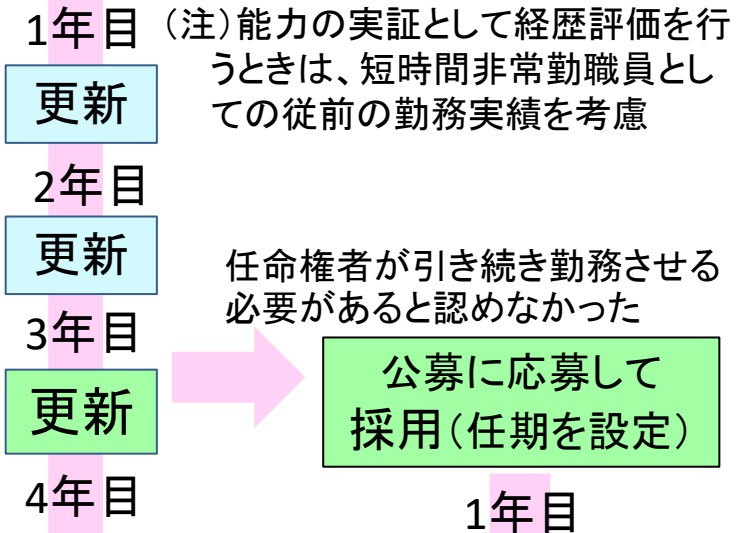 1年目
（注）能力の実証として経歴評価を行
うときは、短時間非常勤職員とし
ての従前の勤務実績を考慮
更新
2年目
更新
任命権者が引き続き勤務させる
必要があると認めなかった
3年目
公募に応募して
採用（任期を設定）
更新
4年目
1年目